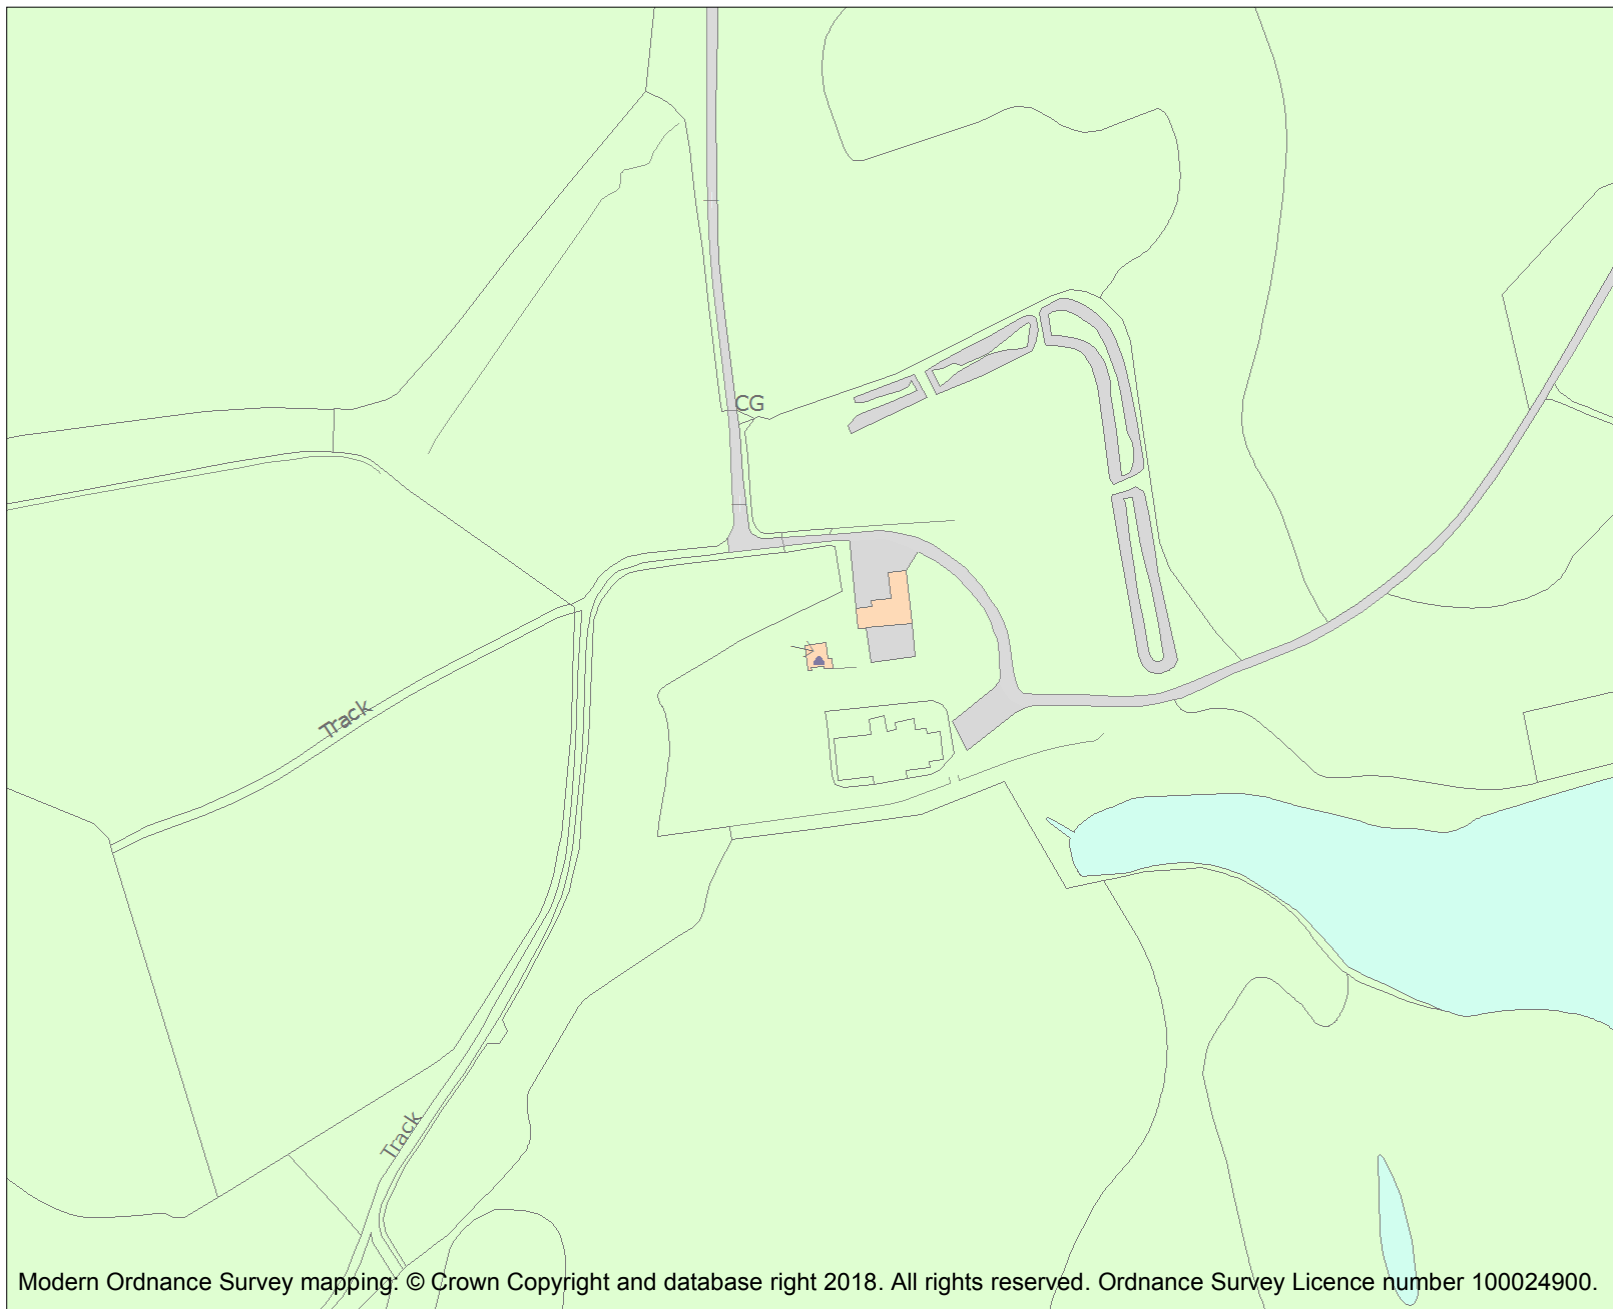 CG
Track
Track
Modern Ordnance Survey mapping: © Crown Copyright and database right 2018. All rights reserved. Ordnance Survey Licence number 100024900.